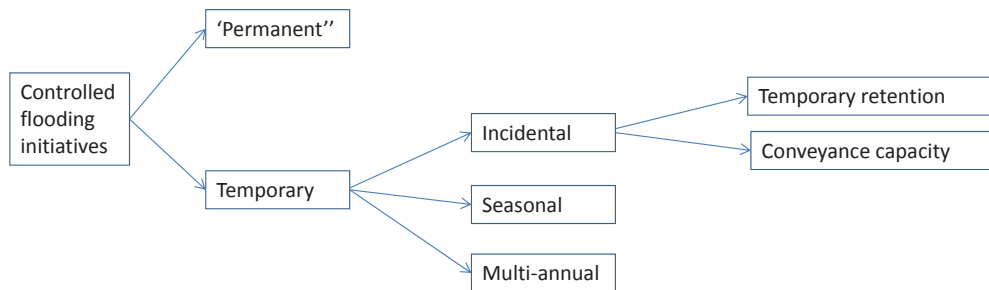 ‘Permanent’’
Controlled
flooding
initiatives
Temporary
Incidental
Seasonal
Multi-annual
Temporary retention
Conveyance capacity